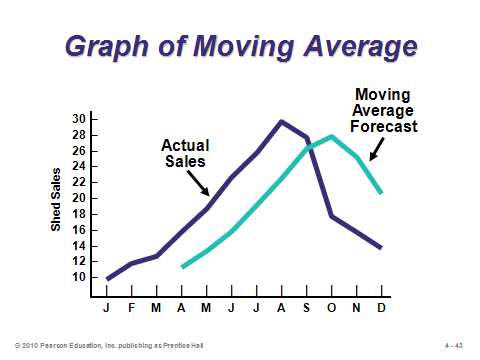 Graph of Moving Average
Moving
Average
Forecast
Actual
Sales
Shed Sales
30
28
26
24
22
20
18
16
14
12
10
J F M A M J J A S O N D
© 2010 Pearson Education, Inc. publishing as Prentice Hall
4 - 43